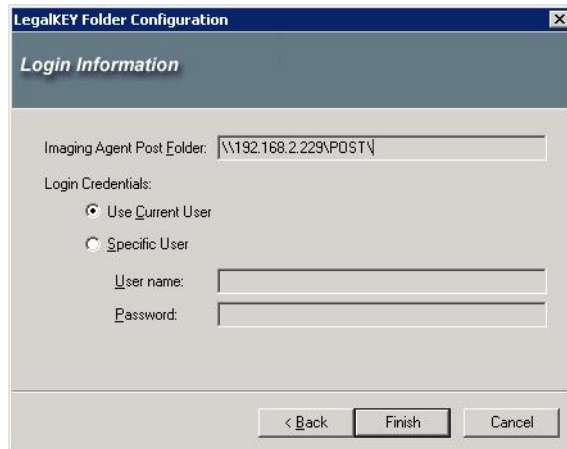 LegalKEY Folder Configuration
Login Information
Imaging Agent Post Folder: \\192.168.2.229\POST\
Login Credentials:
Use Current User
Specific User
User name:
Password:
< Back Finish Cancel